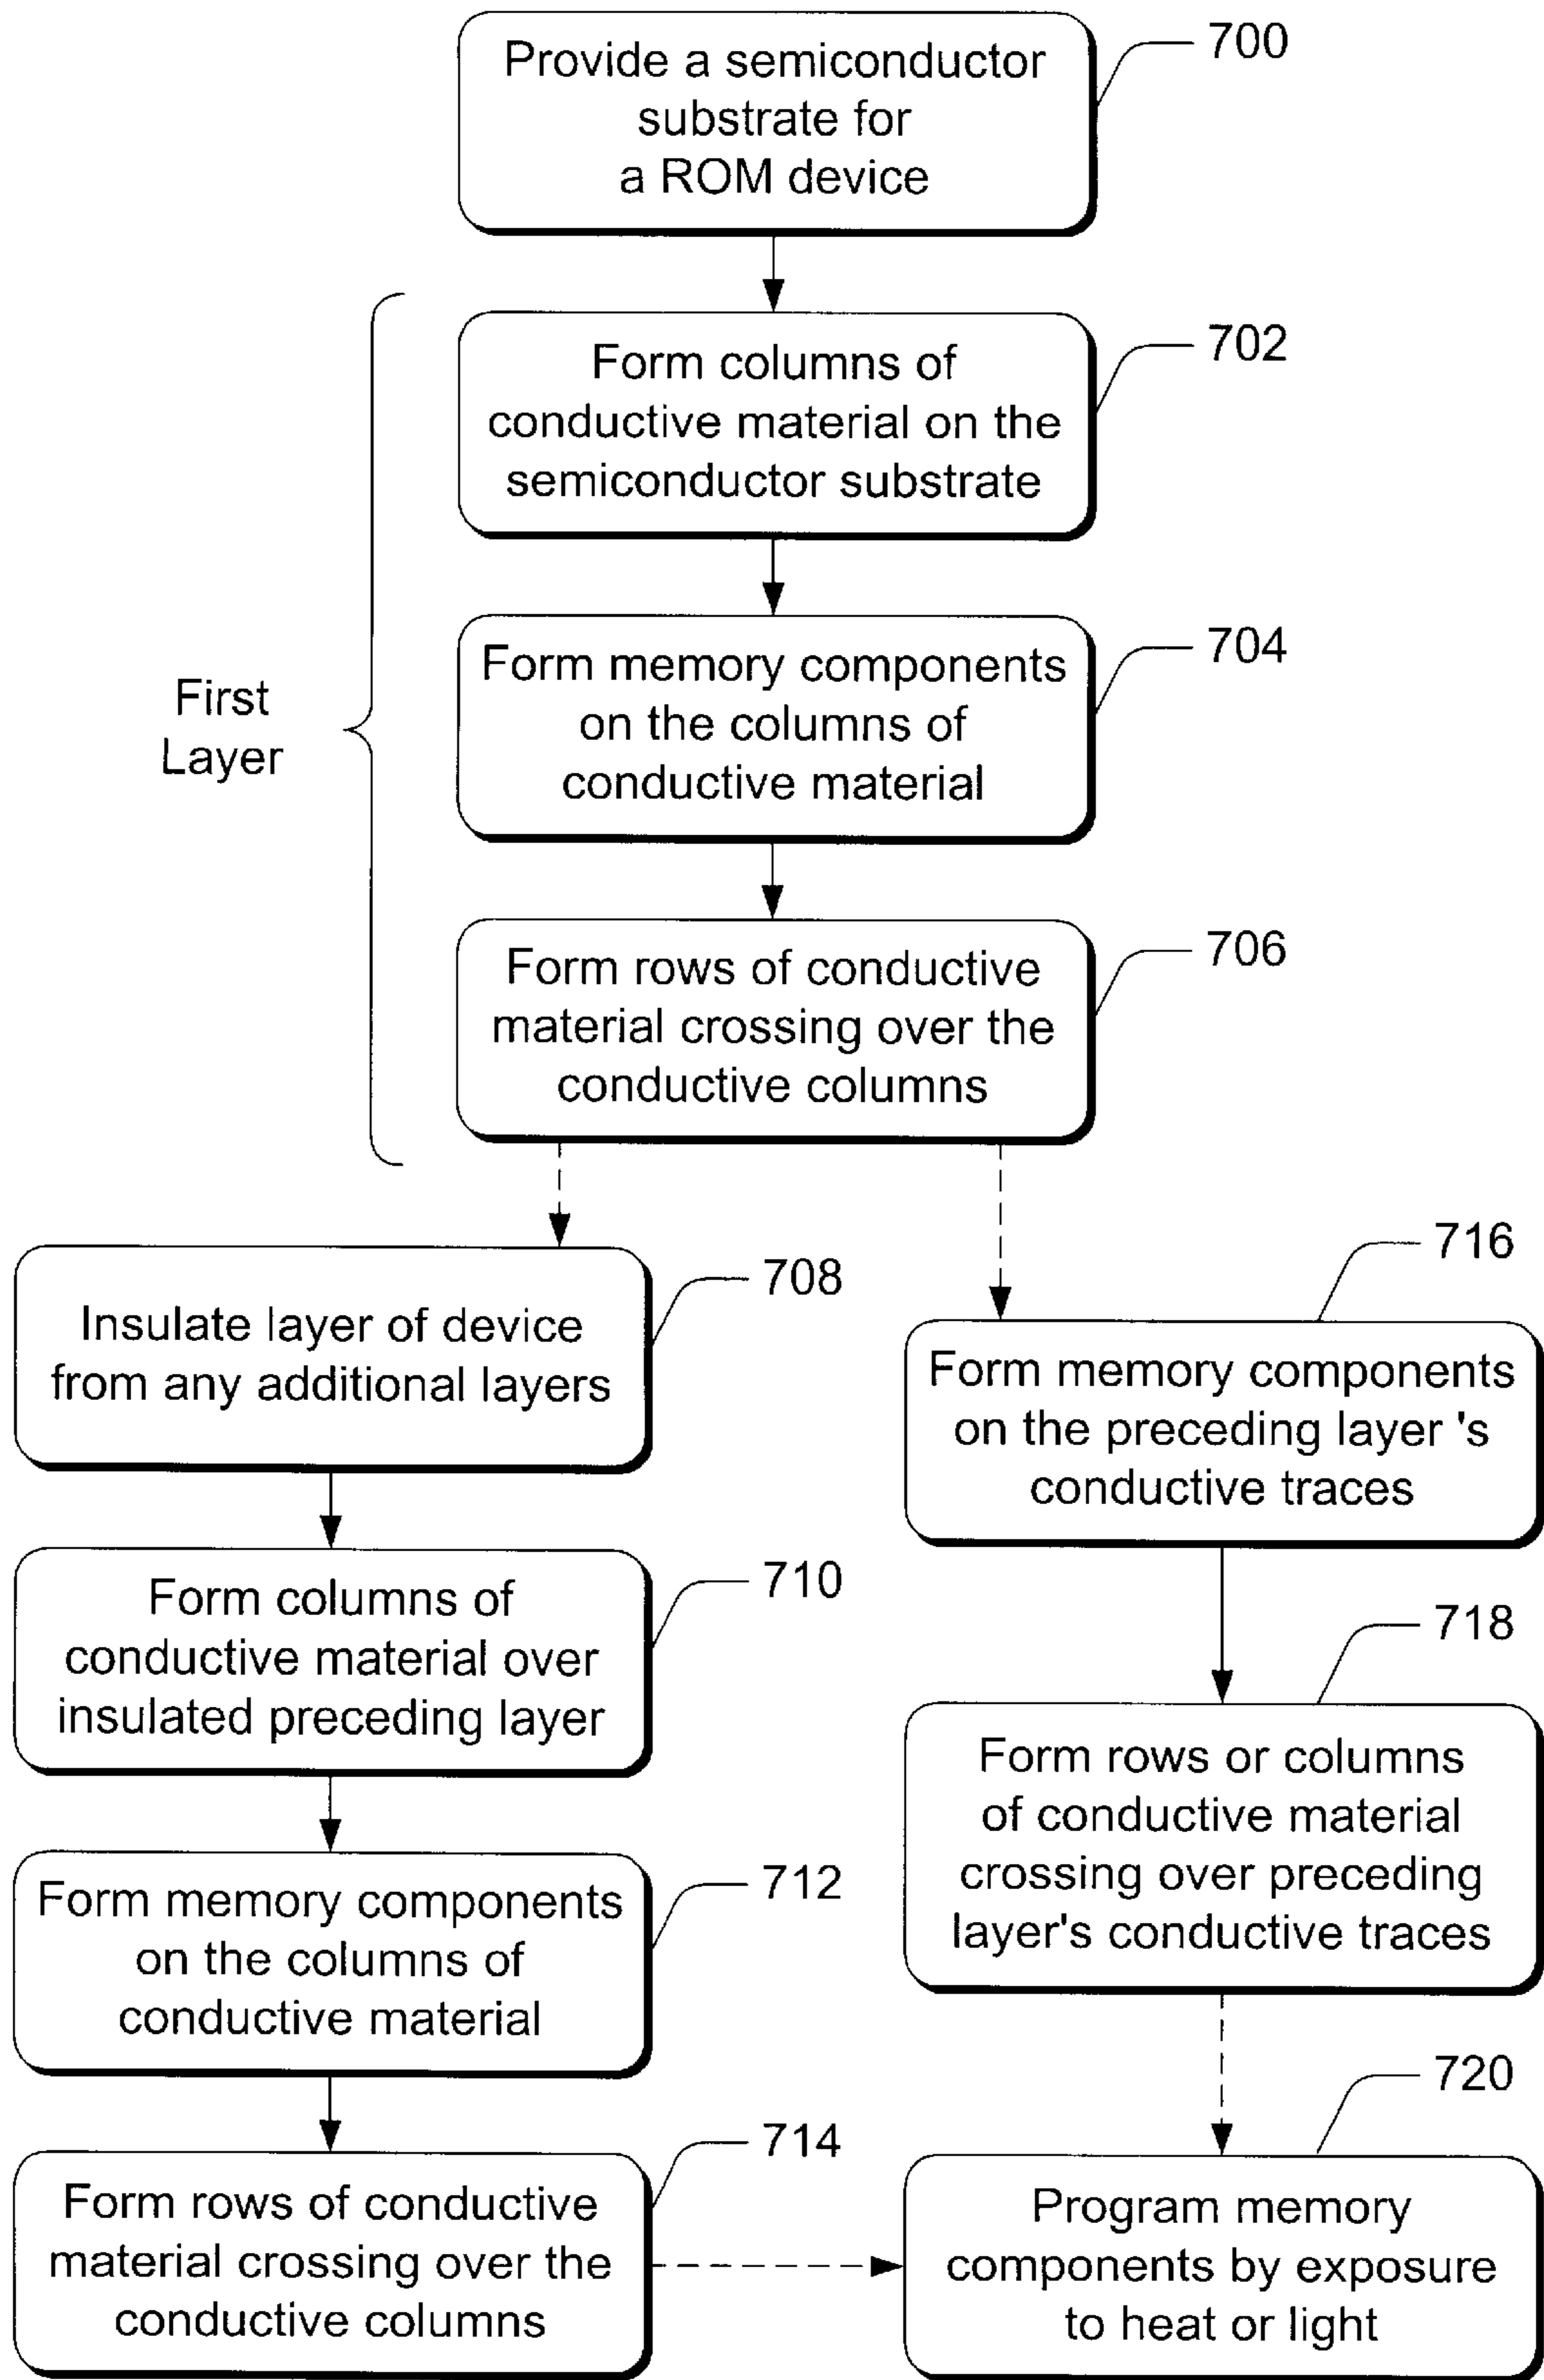 Provide a semiconductor
substrate for
a ROM device
700
Form columns of
conductive material on the
semiconductor substrate
702
First
Layer
Form memory components
on the columns of
conductive material
704
Form rows of conductive
material crossing over the
conductive columns
706
Insulate layer of device
from any additional layers
708
Form columns of
conductive material over
insulated preceding layer
710
Form memory components
on the columns of
conductive material
712
Form rows of conductive
material crossing over the
conductive columns
714
Form memory components
on the preceding layer 's
conductive traces
716
Form rows or columns
of conductive material
crossing over preceding
layer's conductive traces
718
Program memory
components by exposure
to heat or light
720